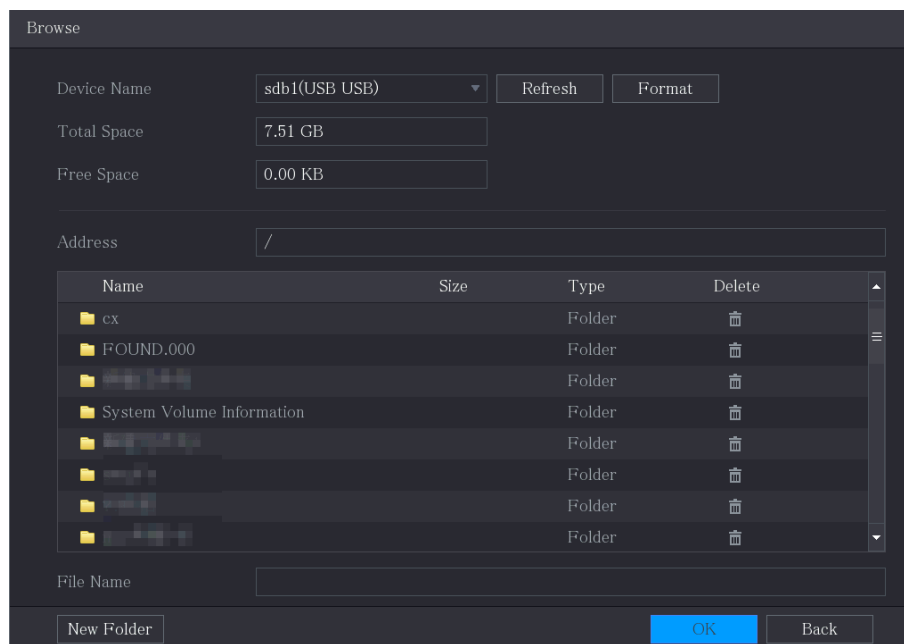 Browse
Device Name sdb1(USB USB) Refresh Format
Total Space 7.51 GB
Free Space 0.00 KB
Address /
Name Size Type Delete
cx Folder
FOUND.000 Folder
Folder
System Volume Information Folder
Folder
Folder
Folder
Folder
File Name
New Folder OK Back